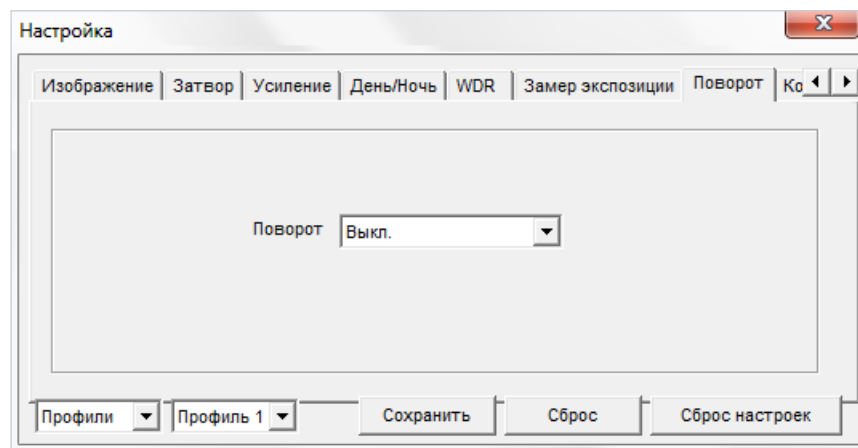 Настройка
Изображение Затвор Усиление День/Ночь WDR Замер экспозиции Поворот Ко
Поворот Выкл.
Профили Профиль 1 Сохранить Сброс Сброс настроек